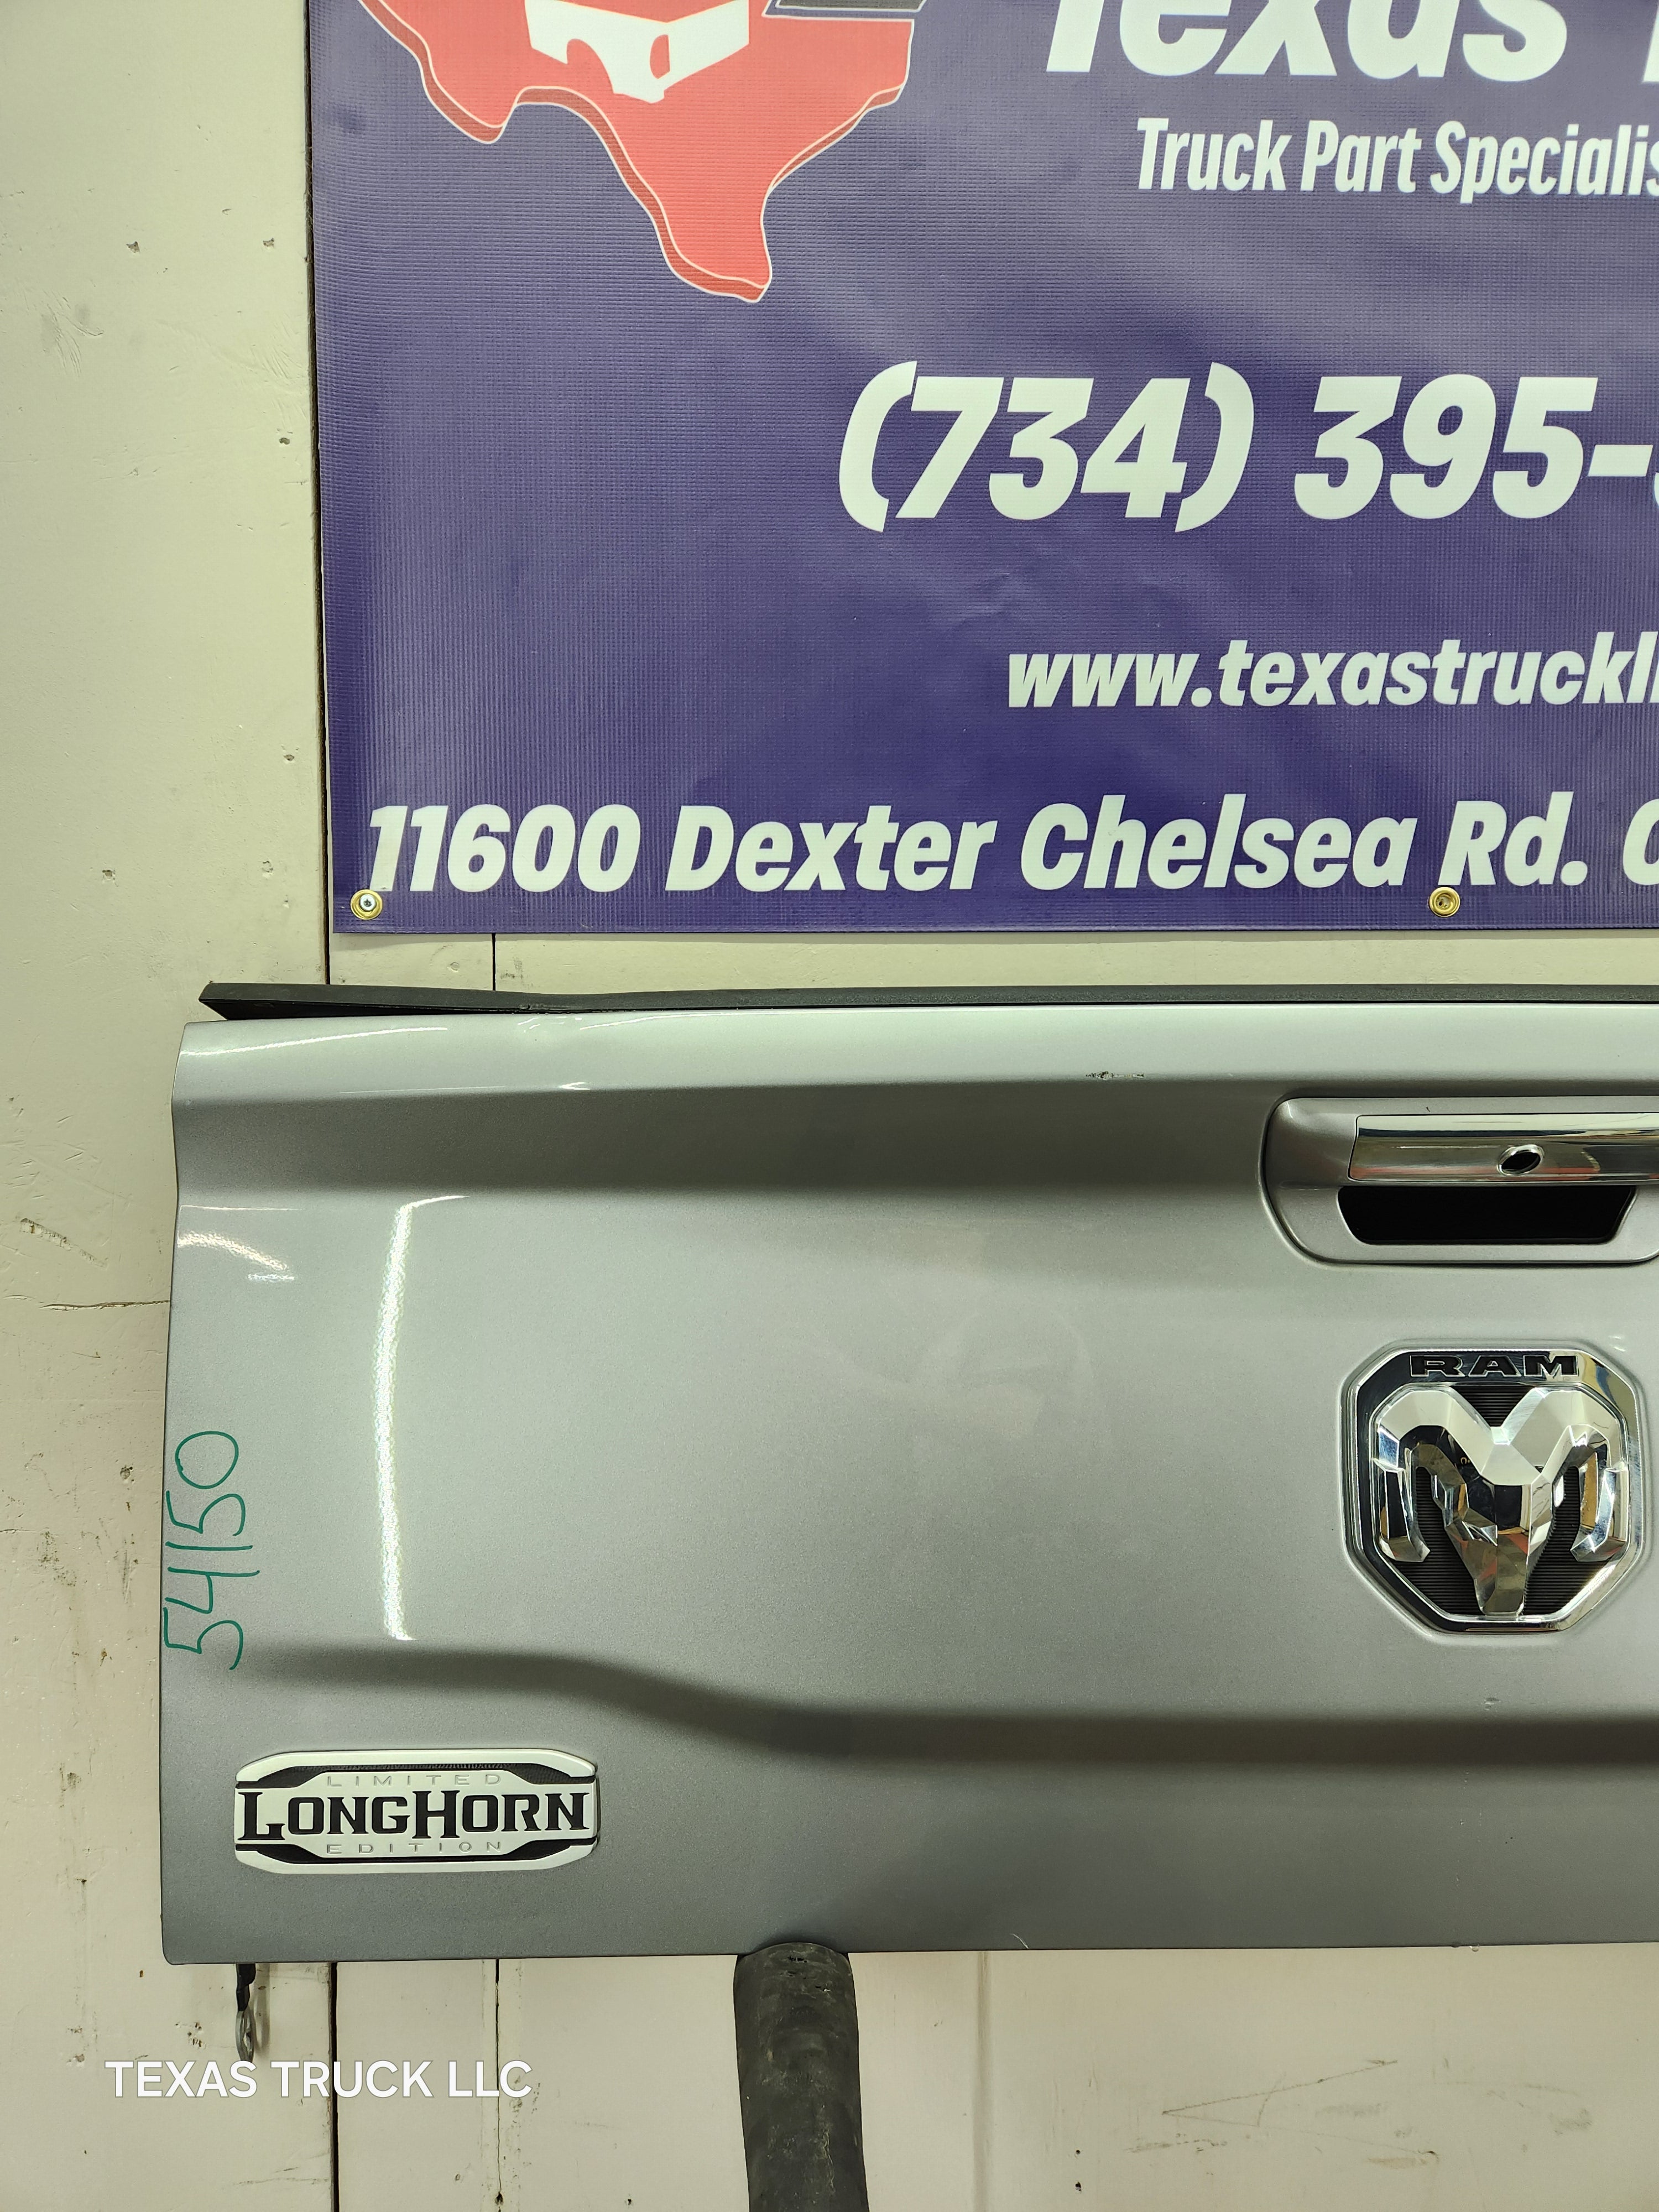 Texas
Truck Part Specialis
(734) 395-
www.texastruckl
11600 Dexter Chelsea Rd. C
RAM
54150
LIMITED
LONGHORN
EDITION
TEXAS TRUCK LLC